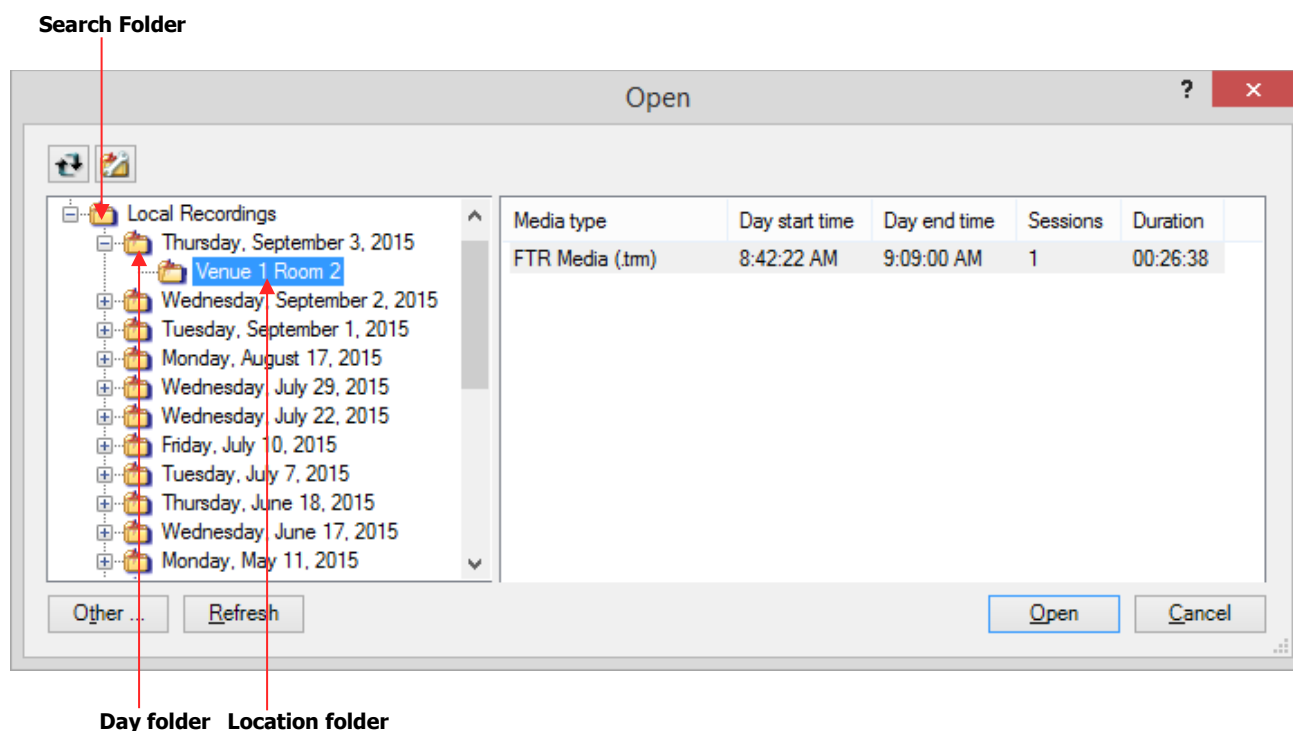 Search Folder
Open
?
×
Local Recordings
Thursday, September 3, 2015
Venue 1 Room 2
Wednesday, September 2, 2015
Tuesday, September 1, 2015
Monday, August 17, 2015
Wednesday, July 29, 2015
Wednesday, July 22, 2015
Friday, July 10, 2015
Tuesday, July 7, 2015
Thursday, June 18, 2015
Wednesday, June 17, 2015
Monday, May 11, 2015
Media type Day start time Day end time Sessions Duration
FTR Media (.trm) 8:42:22 AM 9:09:00 AM 1 00:26:38
Other ... Refresh Open Cancel
Day folder Location folder